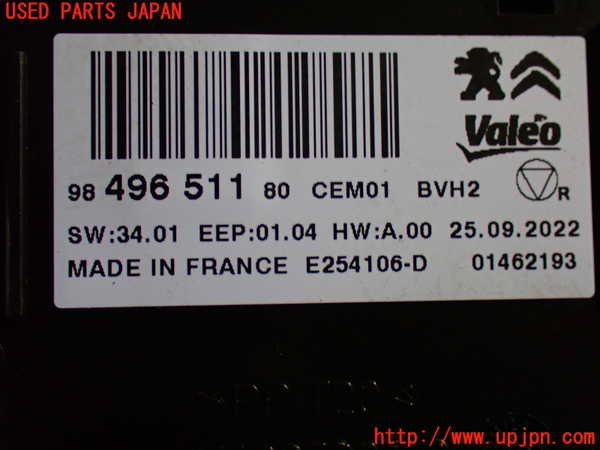 USED PARTS JAPAN
Valeo
98 496 511 80 CEM01 BVH2 R
SW:34.01 EEP:01.04 HW:A.00 25.09.2022
MADE IN FRANCE E254106-D 01462193
(c) www.upjpn.com